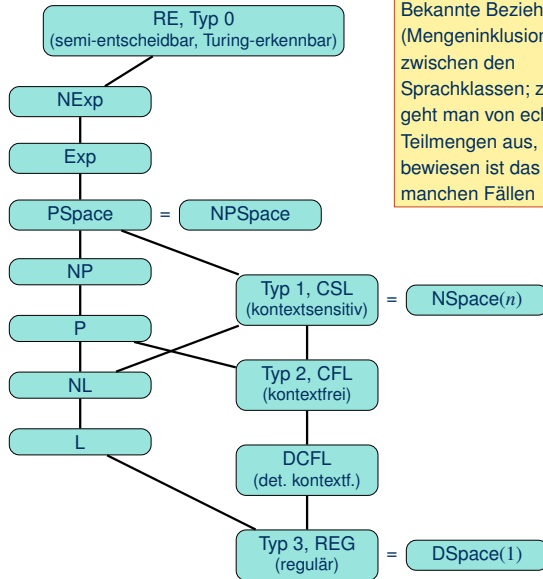 RE, Typ 0
(semi-entscheidbar, Turing-erkennbar)
Bekannte Bezieh
(Mengeninklusion
zwischen den
Sprachklassen; z
geht man von ech
Teilmengen aus,
bewiesen ist das
manchen Fällen
NExp
Exp
PSpace = NPSpace
NP
Typ 1, CSL
(kontextsensitiv)
= NSpace(n)
P
Typ 2, CFL
(kontextfrei)
NL
L
DCFL
(det. kontextf.)
Typ 3, REG
(regulär)
= DSpace(1)